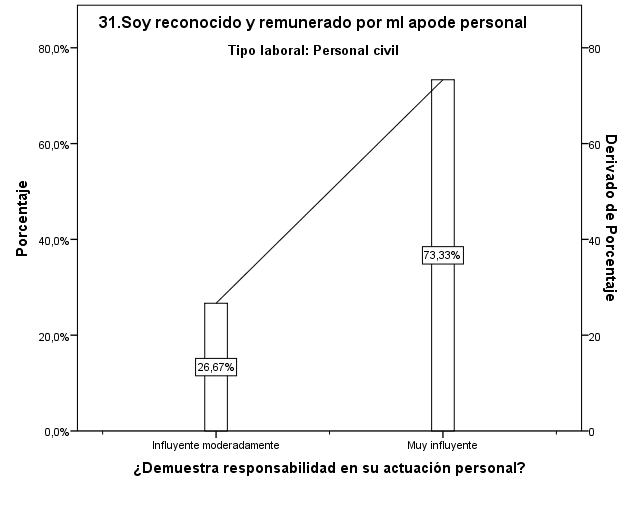 31.Soy reconocido y remunerado por mI apode personal
Tipo laboral: Personal civil
80,0%
60,0%
40,0%
20,0%
0,0%
Porcentaje
80
60
40
20
0
Derivado de Porcentaje
73,33%
26,67%
Influyente moderadamente
Muy influyente
¿Demuestra responsabilidad en su actuación personal?